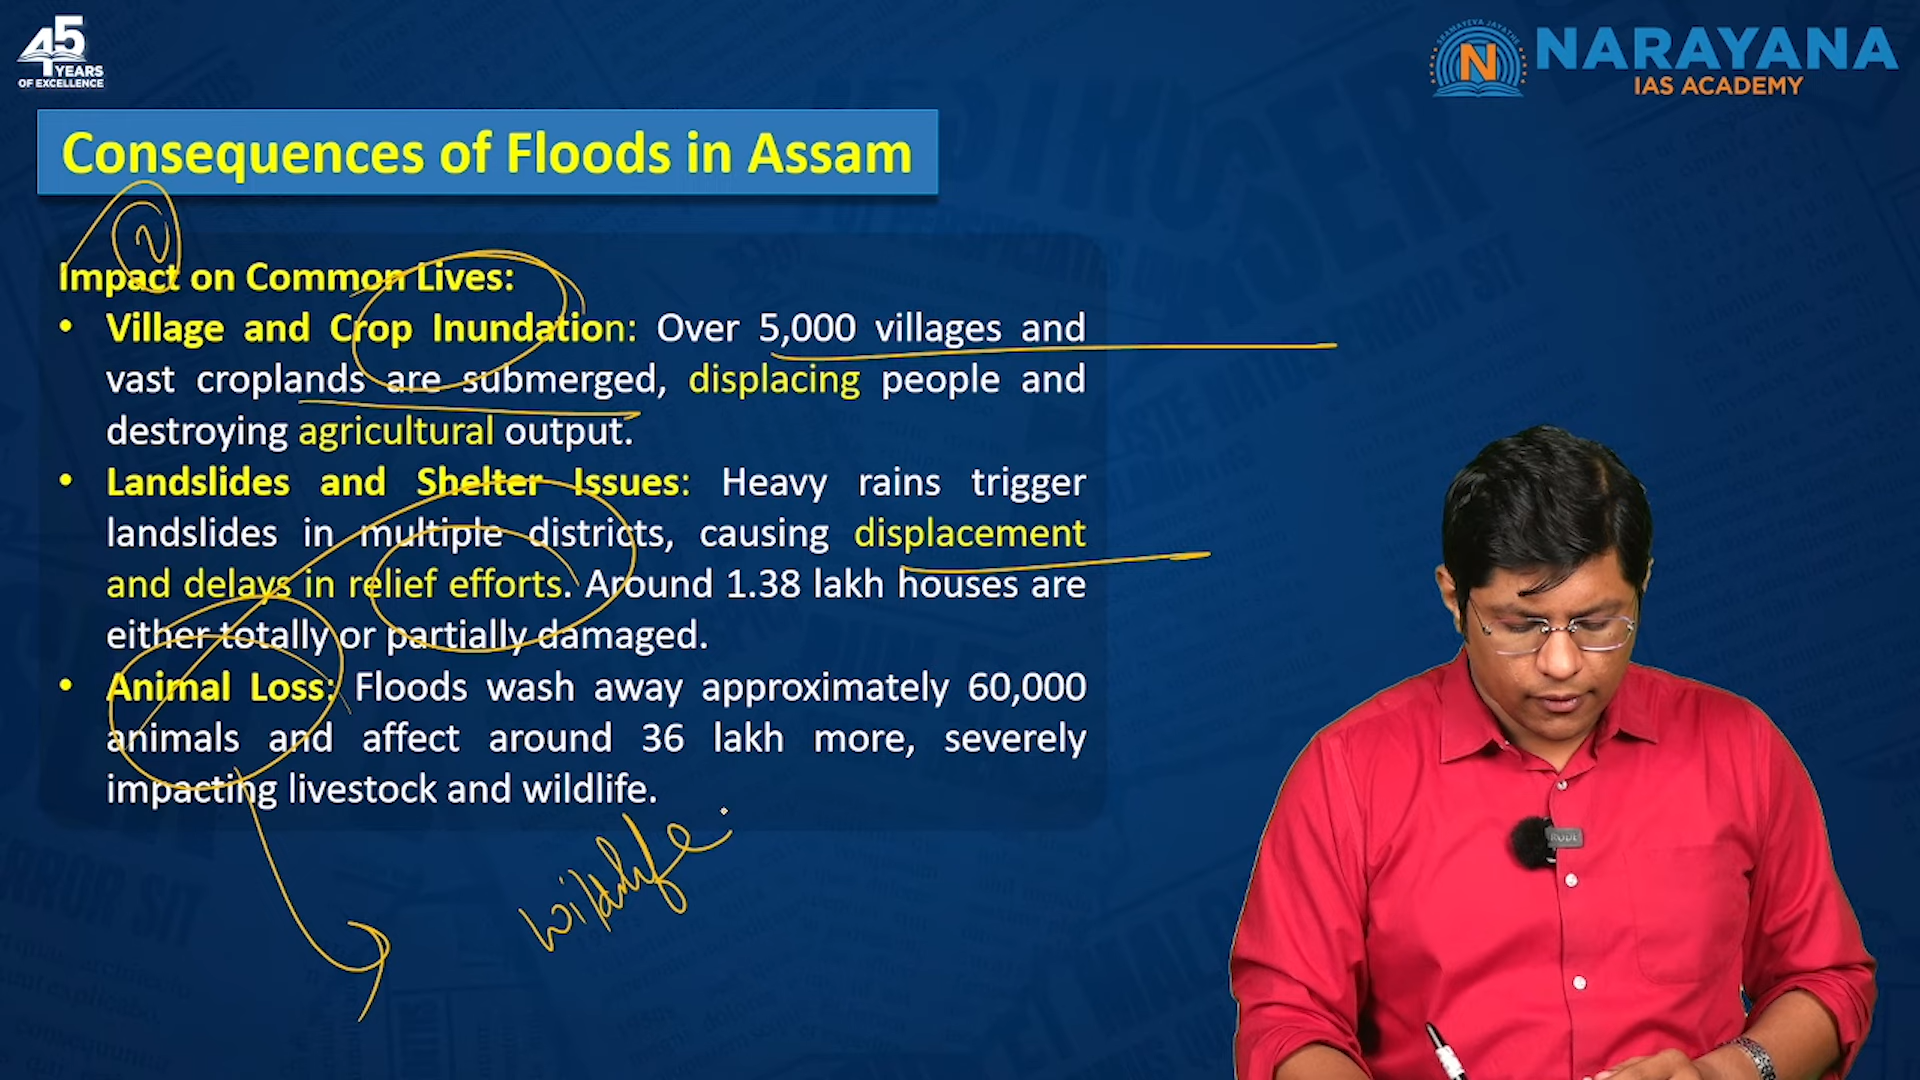 45
YEARS
OF EXCELLENCE
SRAMAYEVA JAYATHE
N
NARAYANA
IAS ACADEMY
Consequences of Floods in Assam
Impact on Common Lives:
• Village and Crop Inundation: Over 5,000 villages and
vast croplands are submerged, displacing people and
destroying agricultural output.
• Landslides and Shelter Issues: Heavy rains trigger
landslides in multiple districts, causing displacement
and delays in relief efforts. Around 1.38 lakh houses are
either totally or partially damaged.
• Animal Loss: Floods wash away approximately 60,000
animals and affect around 36 lakh more, severely
impacting livestock and wildlife.
wildlife
RODE